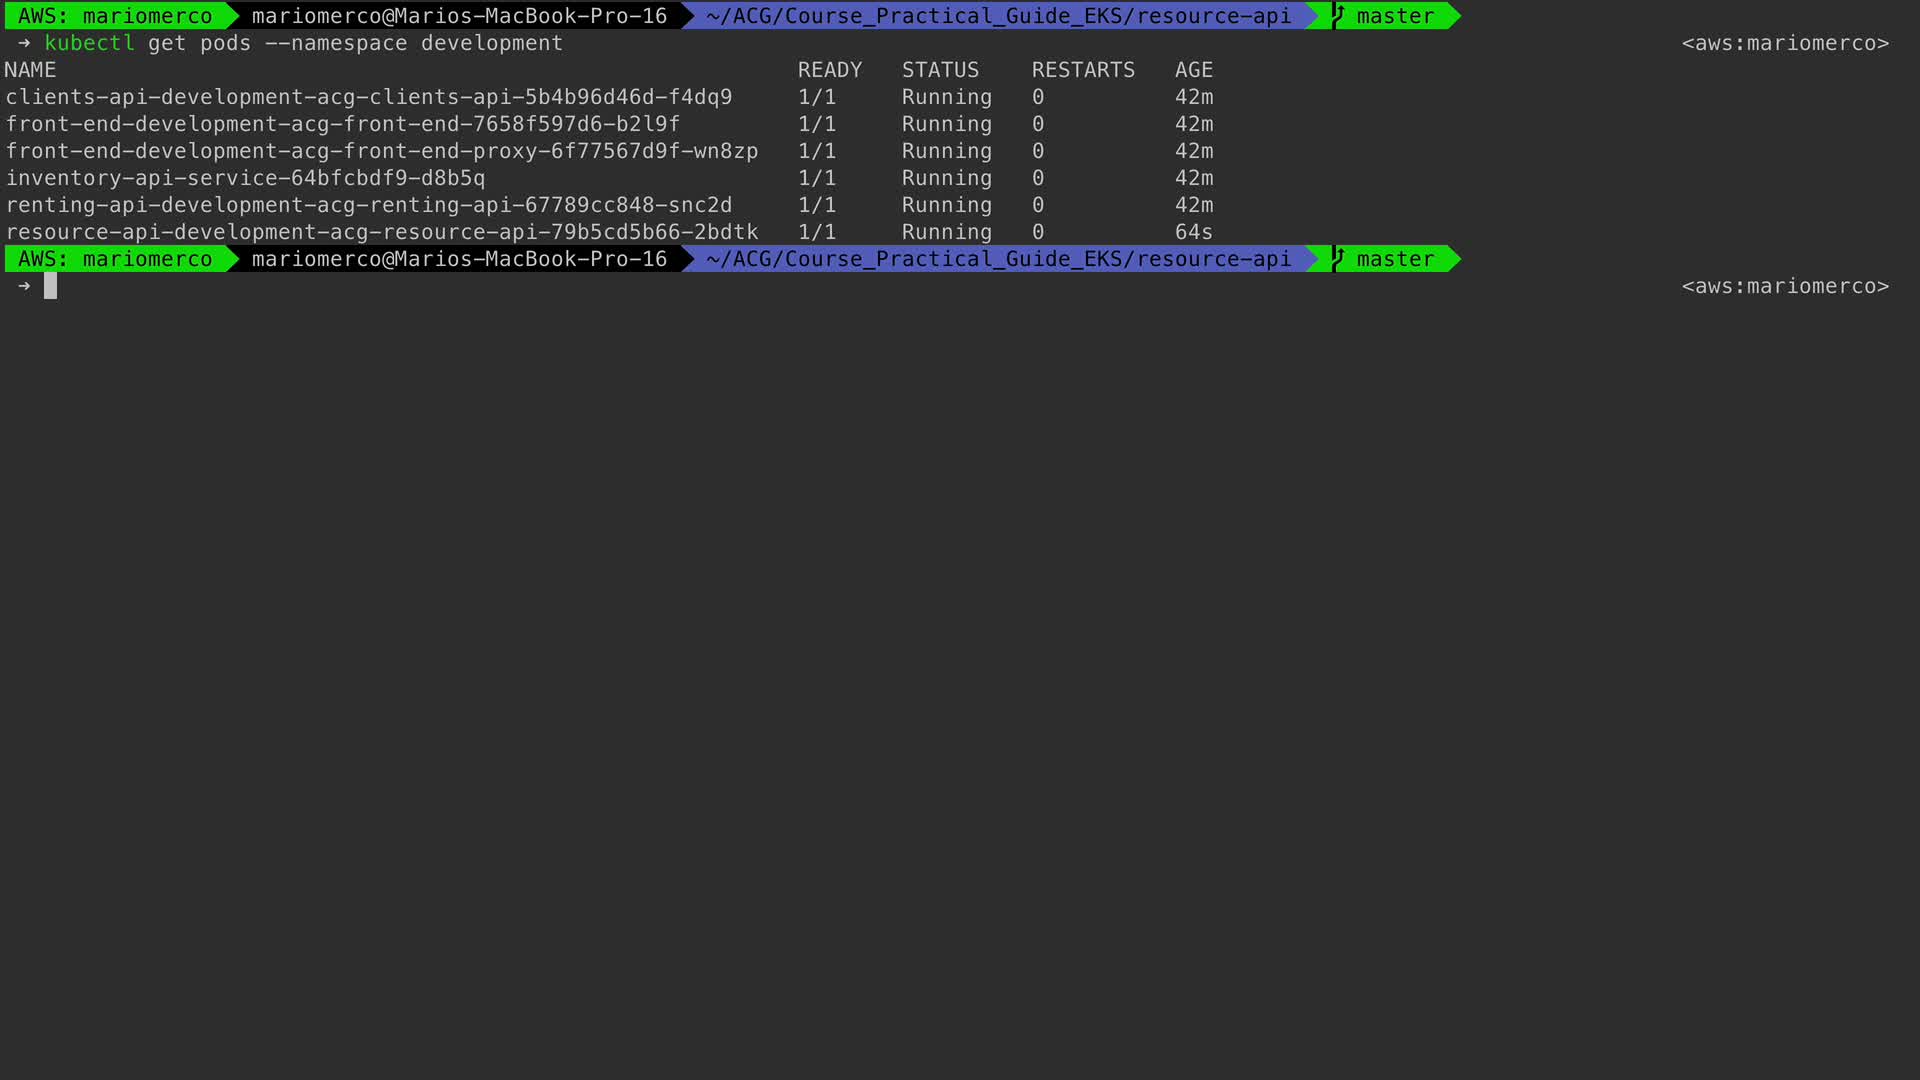 AWS: mariomerco mariomerco@Marios-MacBook-Pro-16 ~/ACG/Course_Practical_Guide_EKS/resource-api master
→ kubectl get pods --namespace development <aws:mariomerco>
NAME READY STATUS RESTARTS AGE
clients-api-development-acg-clients-api-5b4b96d46d-f4dq9 1/1 Running 0 42m
front-end-development-acg-front-end-7658f597d6-b2l9f 1/1 Running 0 42m
front-end-development-acg-front-end-proxy-6f77567d9f-wn8zp 1/1 Running 0 42m
inventory-api-service-64bfcbdf9-d8b5q 1/1 Running 0 42m
renting-api-development-acg-renting-api-67789cc848-snc2d 1/1 Running 0 42m
resource-api-development-acg-resource-api-79b5cd5b66-2bdtk 1/1 Running 0 64s
AWS: mariomerco mariomerco@Marios-MacBook-Pro-16 ~/ACG/Course_Practical_Guide_EKS/resource-api master
→ <aws:mariomerco>